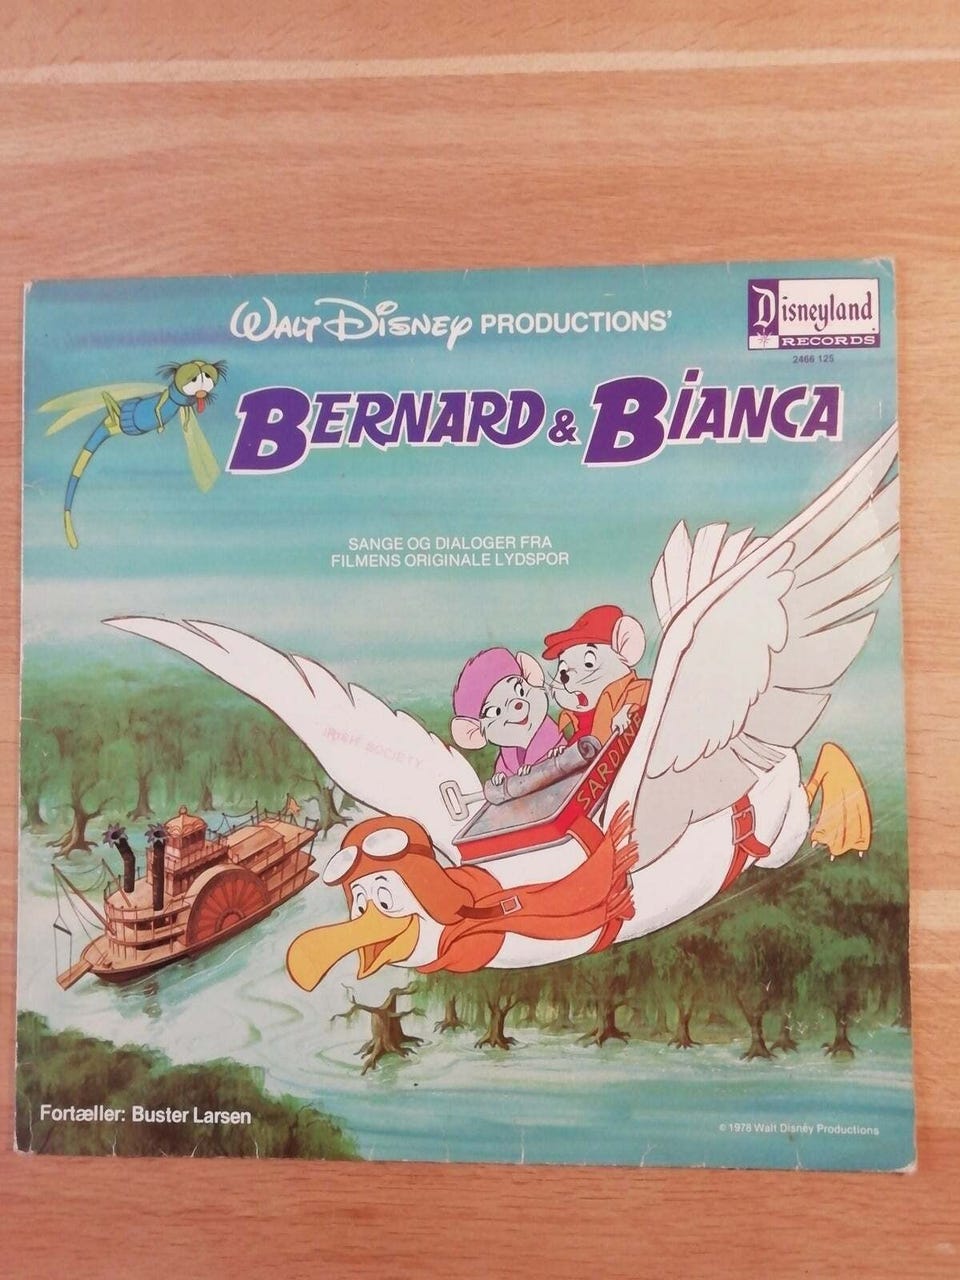 WALT DISNEY PRODUCTIONS'
Disneyland
RECORDS
2466 125
BERNARD & BIANCA
SANGE OG DIALOGER FRA
FILMENS ORIGINALE LYDSPOR
SOCIETY
SARDINE
Fortæller: Buster Larsen
© 1978 Walt Disney Productions